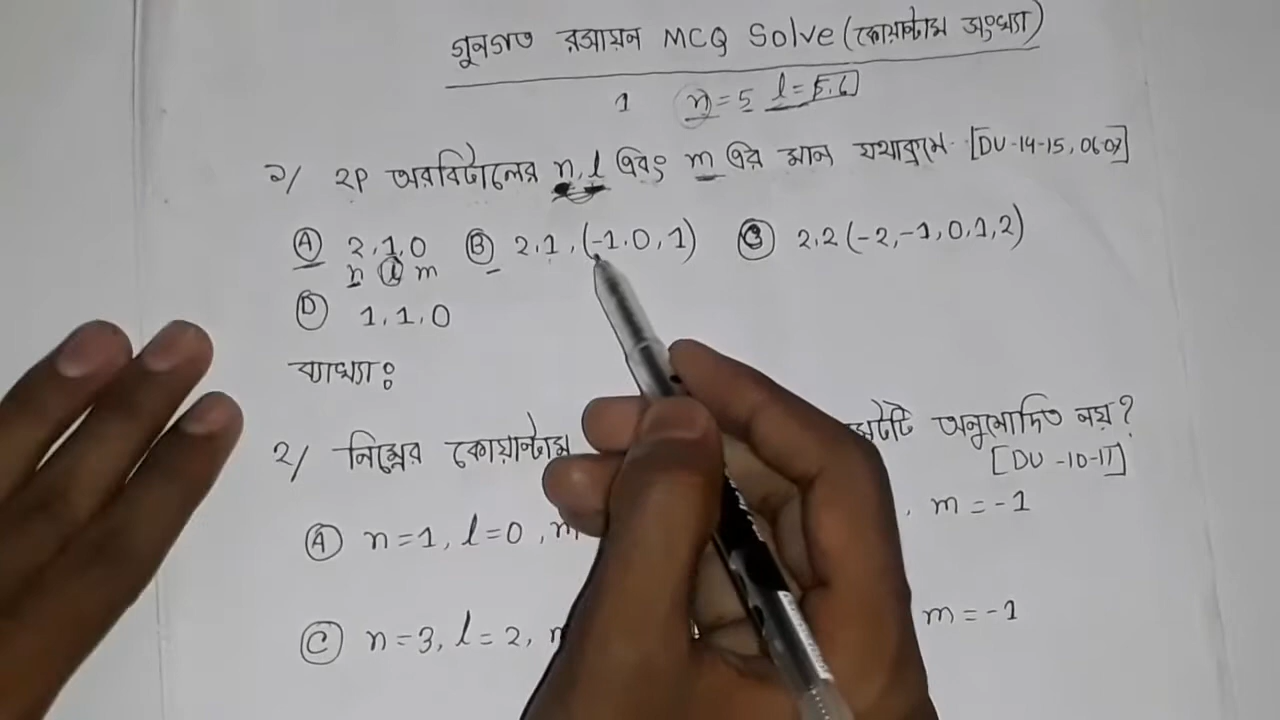 গুনগত রসায়ন MCQ Solve (কোয়ান্টাম সংখ্যা)
1 n=5 l=5.6
১/ 2P অরবিটালের n, l এবং m এর মান যথাক্রমে- [DU-14-15, 06-07]
Ⓐ 2,1,0 Ⓑ 2.1, (-1.0,1) Ⓒ 2.2 (-2,-1,0,1,2)
n l m
Ⓓ 1,1,0
ব্যাখ্যা:
২/ নিম্নের কোয়ান্টাম সেটটি অনুমোদিত নয়?
[DU -10-11]
Ⓐ n=1, l=0, m , m=-1
Ⓒ n=3, l=2, m m=-1